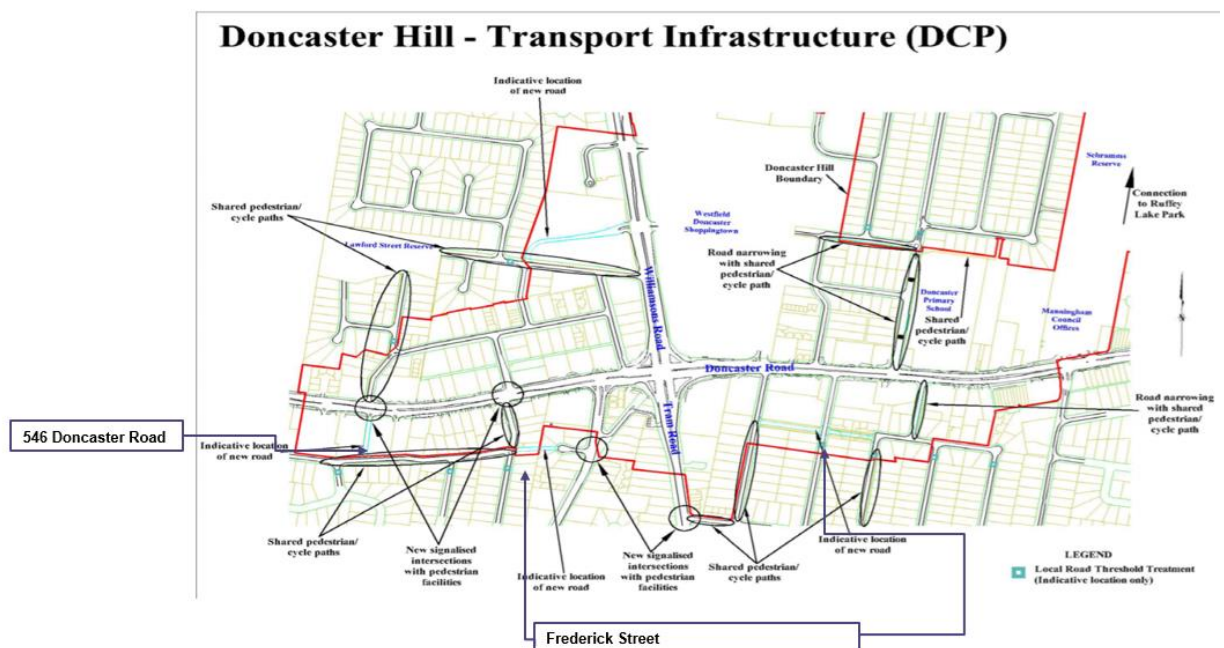 Doncaster Hill - Transport Infrastructure (DCP)
Indicative location
of new road
Shared pedestrian/
cycle paths
Lawford Street Reserve
Williamsons Road
Westfield
Doncaster
Shoppingtown
Doncaster Hill
Boundary
Schramms
Reserve
Connection
to Ruffey
Lake Park
Road narrowing
with shared
pedestrian/
cycle path
Doncaster
Primary
School
Shared
pedestrian/
cycle path
Manningham
Council
Offices
N
Doncaster Road
Tram Road
Road narrowing
with shared
pedestrian/
cycle path
546 Doncaster Road
Indicative location
of new road
Shared pedestrian/
cycle paths
New signalised
intersections
with pedestrian
facilities
Indicative location
of new road
New signalised
intersections
with pedestrian
facilities
Shared pedestrian/
cycle paths
Indicative location
of new road
LEGEND
Local Road Threshold Treatment
(Indicative location only)
Frederick Street